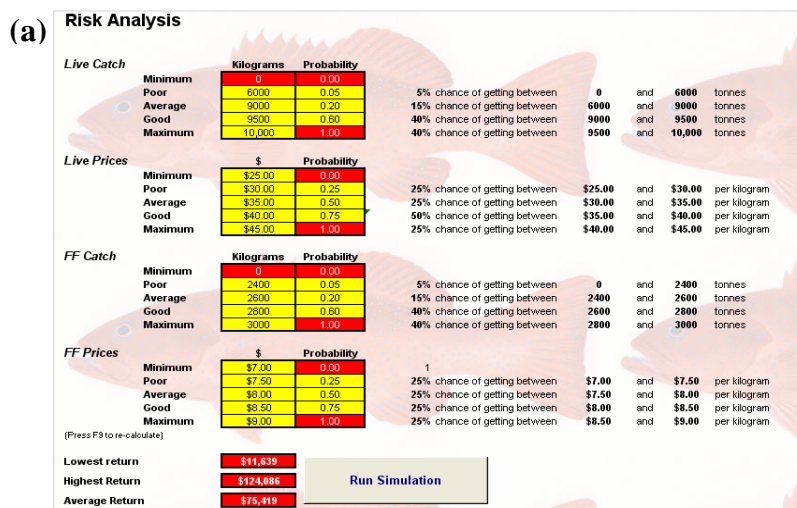 (a)
Risk Analysis
Live Catch Kilograms Probability
Minimum 0 0.00
Poor 6000 0.05 5% chance of getting between 0 and 6000 tonnes
Average 9000 0.20 15% chance of getting between 6000 and 9000 tonnes
Good 9500 0.60 40% chance of getting between 9000 and 9500 tonnes
Maximum 10,000 1.00 40% chance of getting between 9500 and 10,000 tonnes
Live Prices $ Probability
Minimum $25.00 0.00
Poor $30.00 0.25 25% chance of getting between $25.00 and $30.00 per kilogram
Average $35.00 0.50 25% chance of getting between $30.00 and $35.00 per kilogram
Good $40.00 0.75 50% chance of getting between $35.00 and $40.00 per kilogram
Maximum $45.00 1.00 25% chance of getting between $40.00 and $45.00 per kilogram
FF Catch Kilograms Probability
Minimum 0 0.00
Poor 2400 0.05 5% chance of getting between 0 and 2400 tonnes
Average 2600 0.20 15% chance of getting between 2400 and 2600 tonnes
Good 2800 0.60 40% chance of getting between 2600 and 2800 tonnes
Maximum 3000 1.00 40% chance of getting between 2800 and 3000 tonnes
FF Prices $ Probability
Minimum $7.00 0.00 1
Poor $7.50 0.25 25% chance of getting between $7.00 and $7.50 per kilogram
Average $8.00 0.50 25% chance of getting between $7.50 and $8.00 per kilogram
Good $8.50 0.75 25% chance of getting between $8.00 and $8.50 per kilogram
Maximum $9.00 1.00 25% chance of getting between $8.50 and $9.00 per kilogram
(Press F9 to re-calculate)
Lowest return $11,639
Highest Return $124,086 Run Simulation
Average Return $75,419